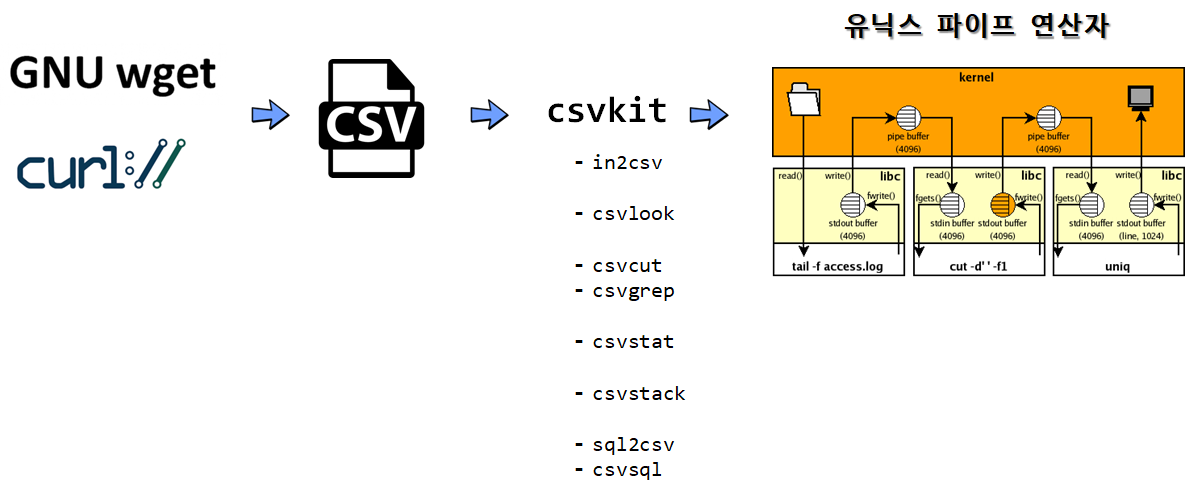 GNU wget
curl://
CSV
csvkit
- in2csv
- csvlook
- csvcut
- csvgrep
- csvstat
- csvstack
- sql2csv
- csvsql
유닉스 파이프 연산자
kernel
pipe buffer
(4096)
pipe buffer
(4096)
read()
write()
libc
fwrite()
stdout buffer
(4096)
tail -f access.log
read()
write()
libc
fgets()
fwrite()
stdin buffer
(4096)
stdout buffer
(4096)
cut -d' ' -f1
read()
write()
libc
fgets()
fwrite()
stdin buffer
(4096)
stdout buffer
(line, 1024)
uniq